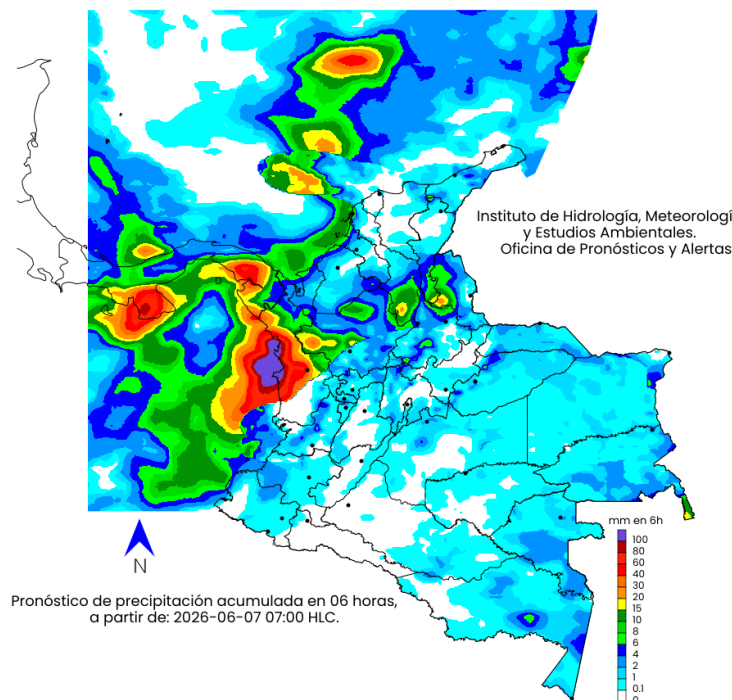 Instituto de Hidrología, Meteorologí
y Estudios Ambientales.
Oficina de Pronósticos y Alertas
mm en 6h
100
80
60
40
30
20
15
10
8
6
4
2
1
0.1
0
N
Pronóstico de precipitación acumulada en 06 horas,
a partir de: 2026-06-07 07:00 HLC.